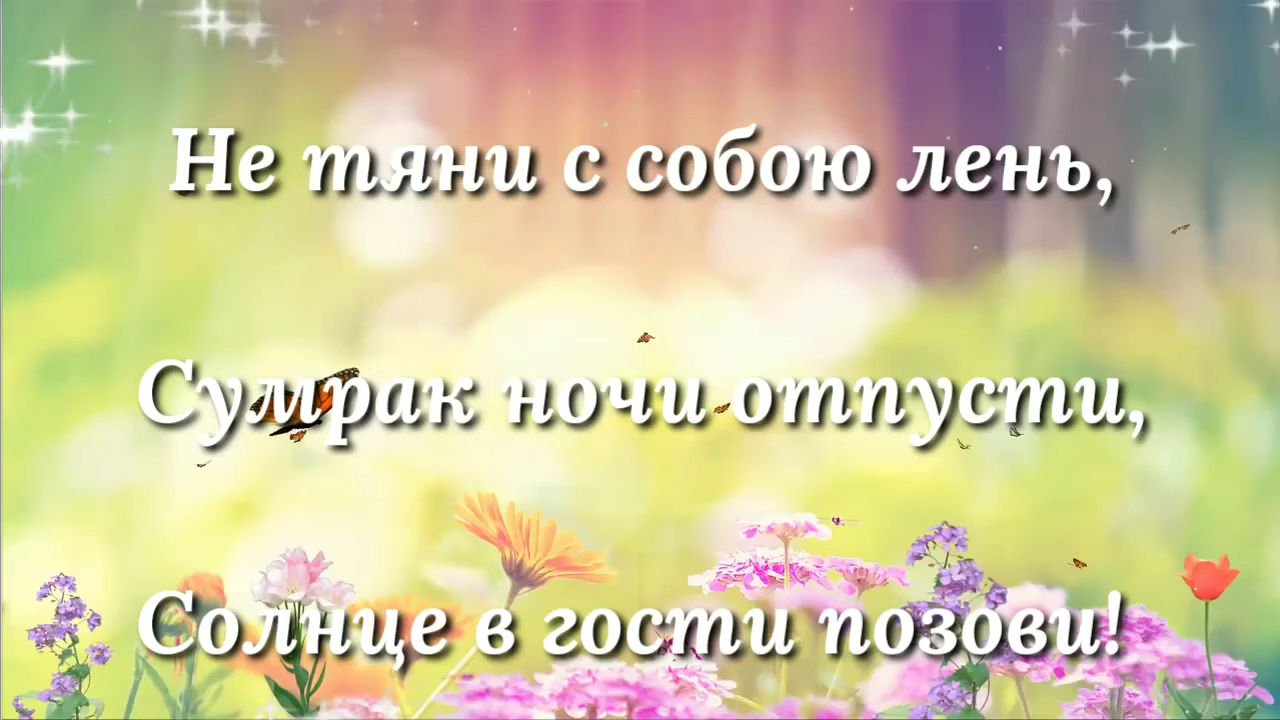 Не тяни с собою лень,
Сумрак ночи отпусти,
Солнце в гости позови!